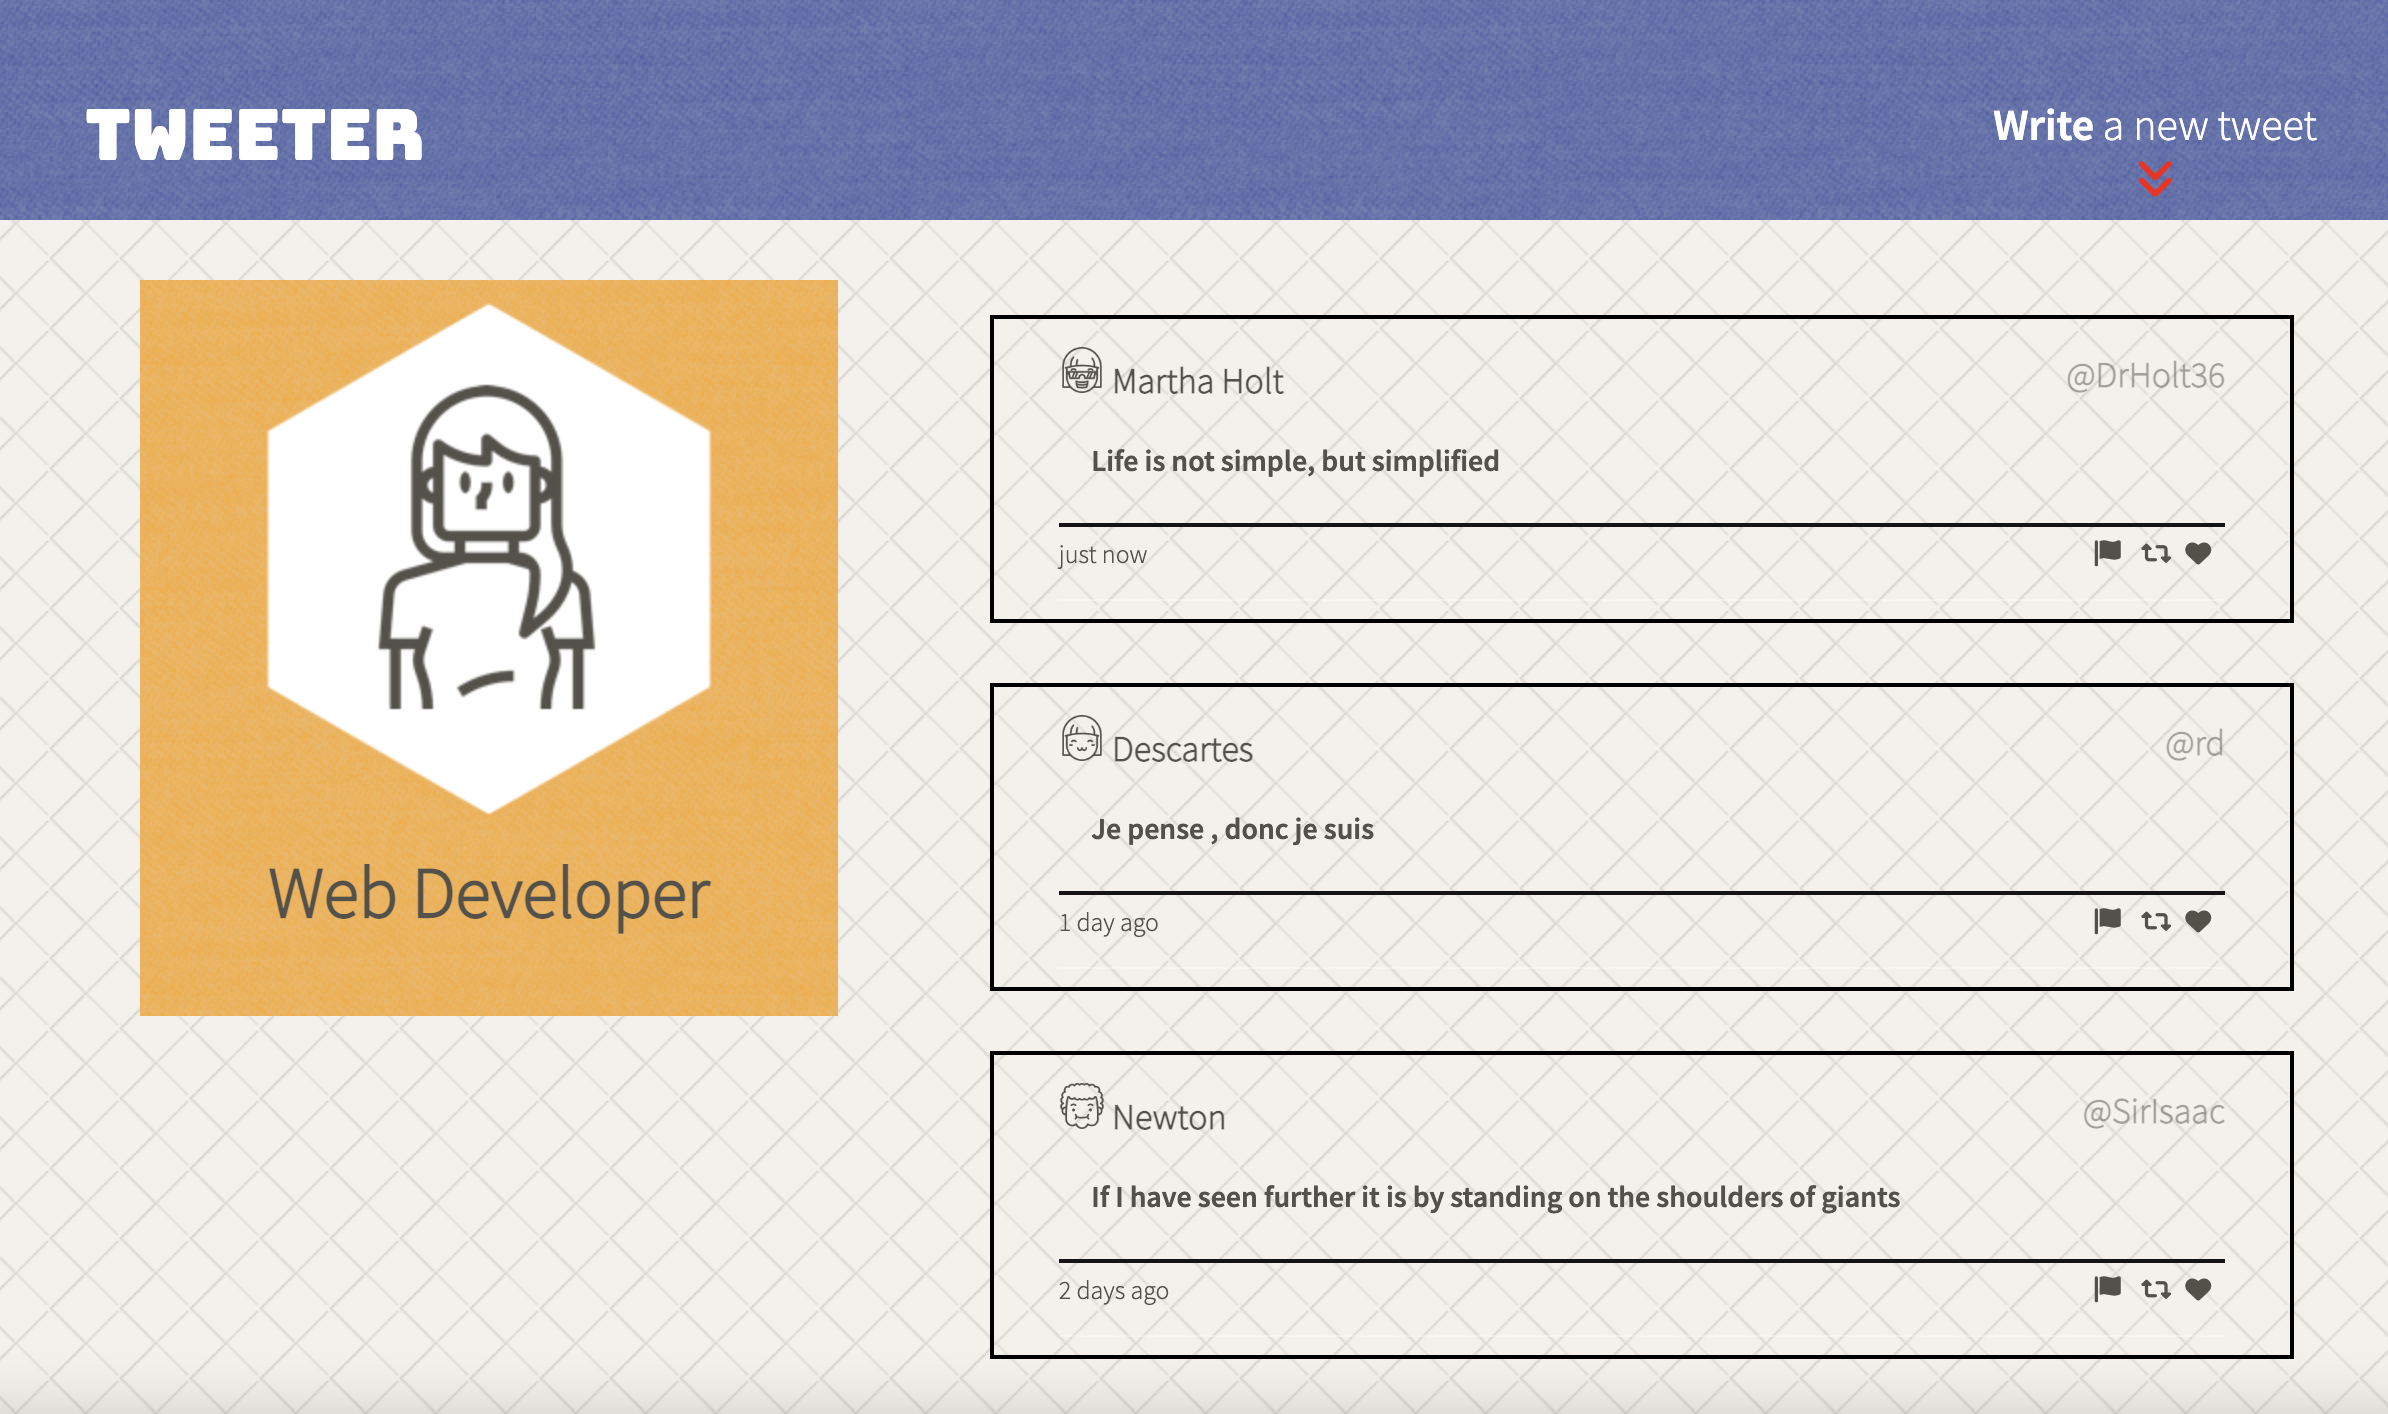 TWEETER
Write a new tweet
Web Developer
Martha Holt
@DrHolt36
Life is not simple, but simplified
just now
Descartes
@rd
Je pense , donc je suis
1 day ago
Newton
@SirIsaac
If I have seen further it is by standing on the shoulders of giants
2 days ago